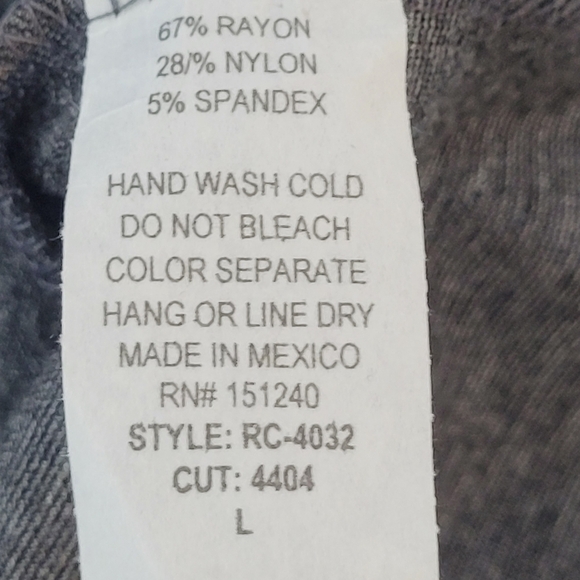 67% RAYON
28/% NYLON
5% SPANDEX
HAND WASH COLD
DO NOT BLEACH
COLOR SEPARATE
HANG OR LINE DRY
MADE IN MEXICO
RN# 151240
STYLE: RC-4032
CUT: 4404
L